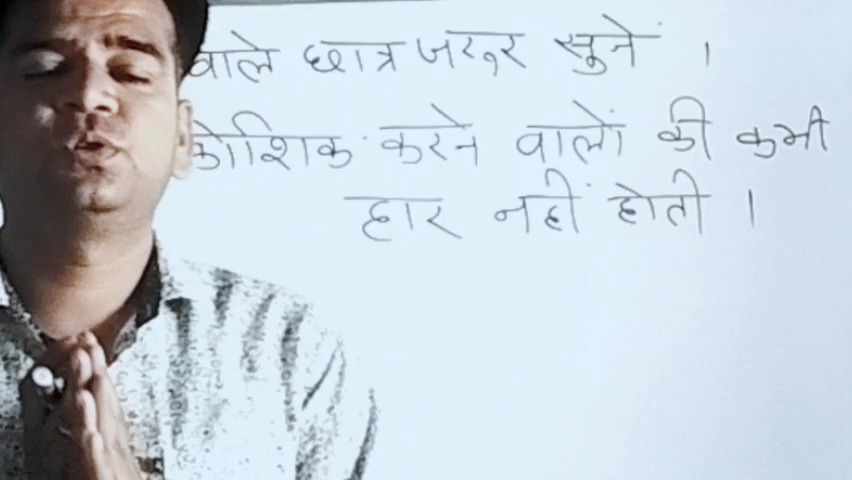 वाले छात्र जरूर सुनें ।
कोशिक करने वालों की कभी
हार नहीं होती ।